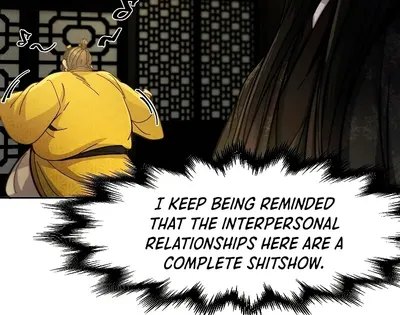 I KEEP BEING REMINDED
THAT THE INTERPERSONAL
RELATIONSHIPS HERE ARE A
COMPLETE SHITSHOW.